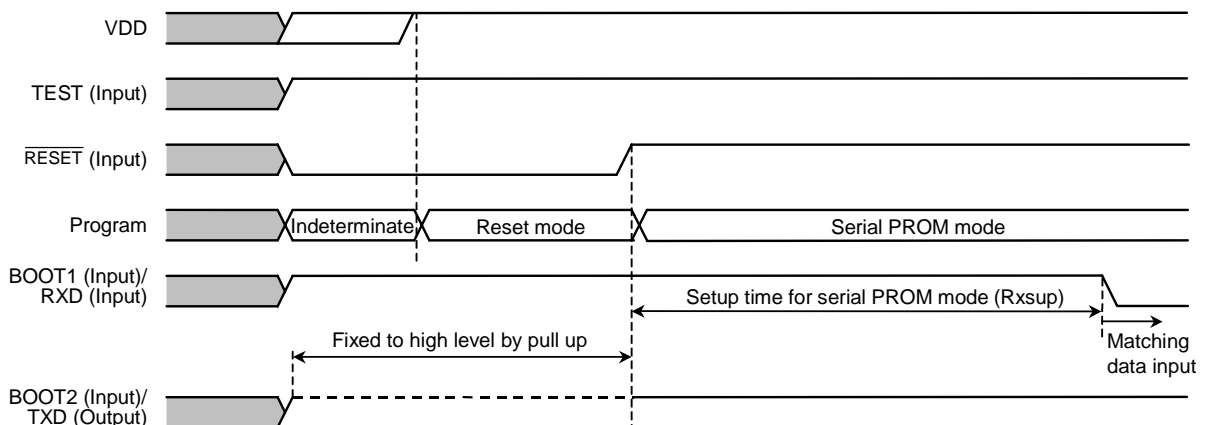 VDD
TEST (Input)
RESET (Input)
Program
Indeterminate
Reset mode
Serial PROM mode
BOOT1 (Input)/
RXD (Input)
Setup time for serial PROM mode (Rxsup)
Matching
data input
Fixed to high level by pull up
BOOT2 (Input)/
TXD (Output)